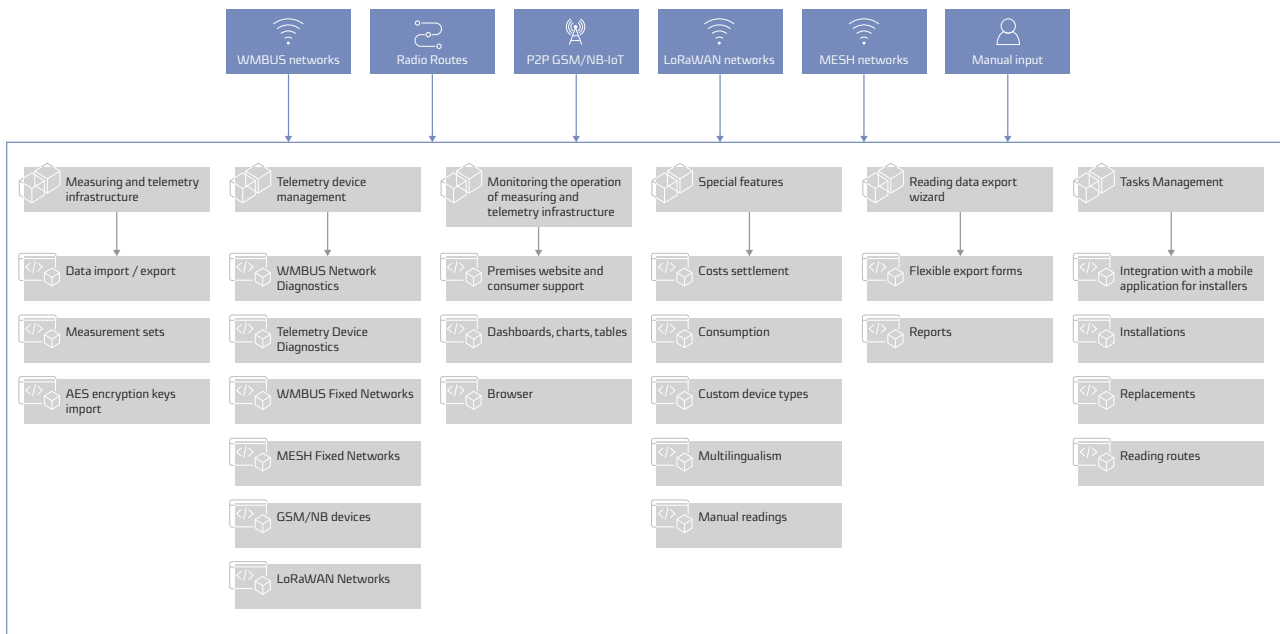 WMBUS networks
Radio Routes
P2P GSM/NB-IoT
LoRaWAN networks
MESH networks
Manual input
Measuring and telemetry
infrastructure
Data import / export
Measurement sets
AES encryption keys
import
Telemetry device
management
WMBUS Network
Diagnostics
Telemetry Device
Diagnostics
WMBUS Fixed Networks
MESH Fixed Networks
GSM/NB devices
LoRaWAN Networks
Monitoring the operation
of measuring and
telemetry infrastructure
Premises website and
consumer support
Dashboards, charts, tables
Browser
Special features
Costs settlement
Consumption
Custom device types
Multilingualism
Manual readings
Reading data export
wizard
Flexible export forms
Reports
Tasks Management
Integration with a mobile
application for installers
Installations
Replacements
Reading routes